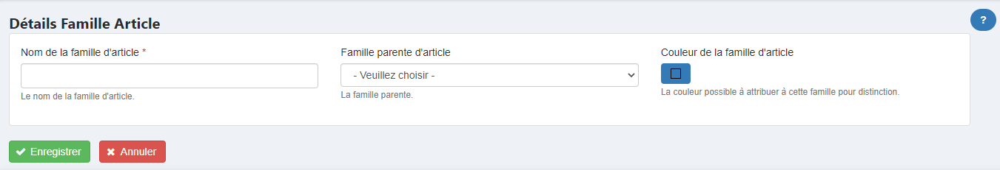 Détails Famille Article
?
Nom de la famille d'article *
Famille parente d'article
Couleur de la famille d'article
- Veuillez choisir -
Le nom de la famille d'article.
La famille parente.
La couleur possible à attribuer à cette famille pour distinction.
Enregistrer
Annuler